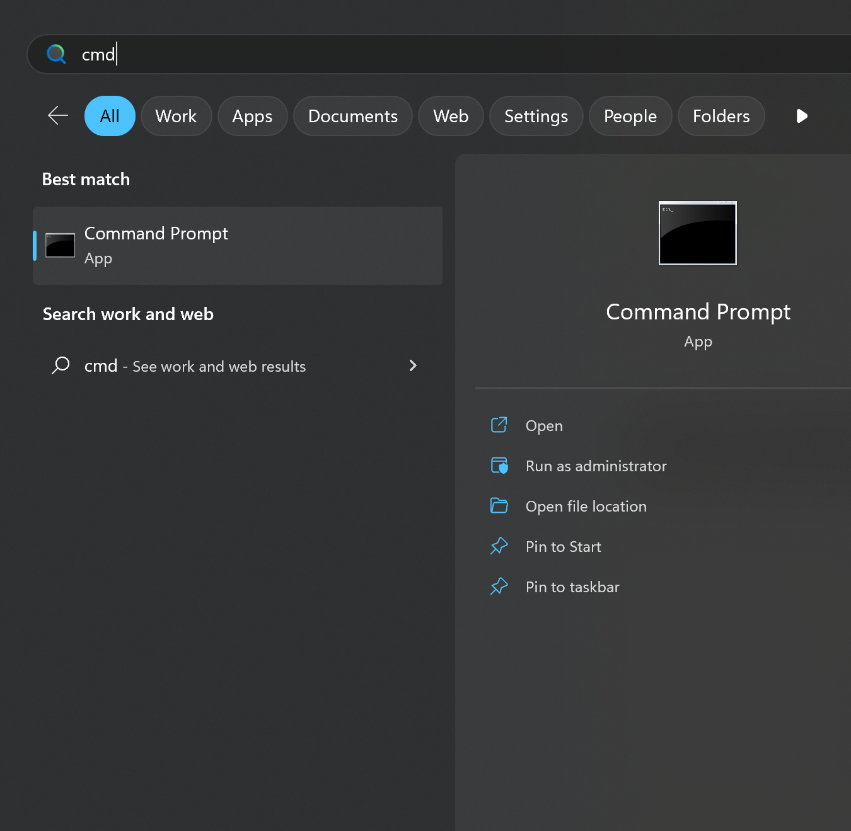 cmd
All Work Apps Documents Web Settings People Folders
Best match
Command Prompt
App
Search work and web
cmd - See work and web results
Command Prompt
App
Open
Run as administrator
Open file location
Pin to Start
Pin to taskbar